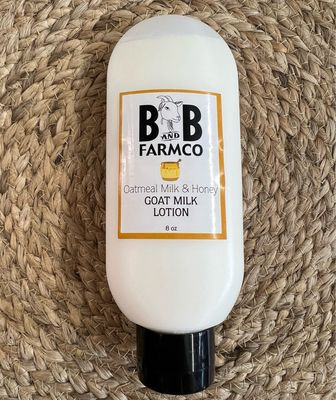 B B
AND
FARMCO
Oatmeal Milk & Honey
GOAT MILK
LOTION
8 oz